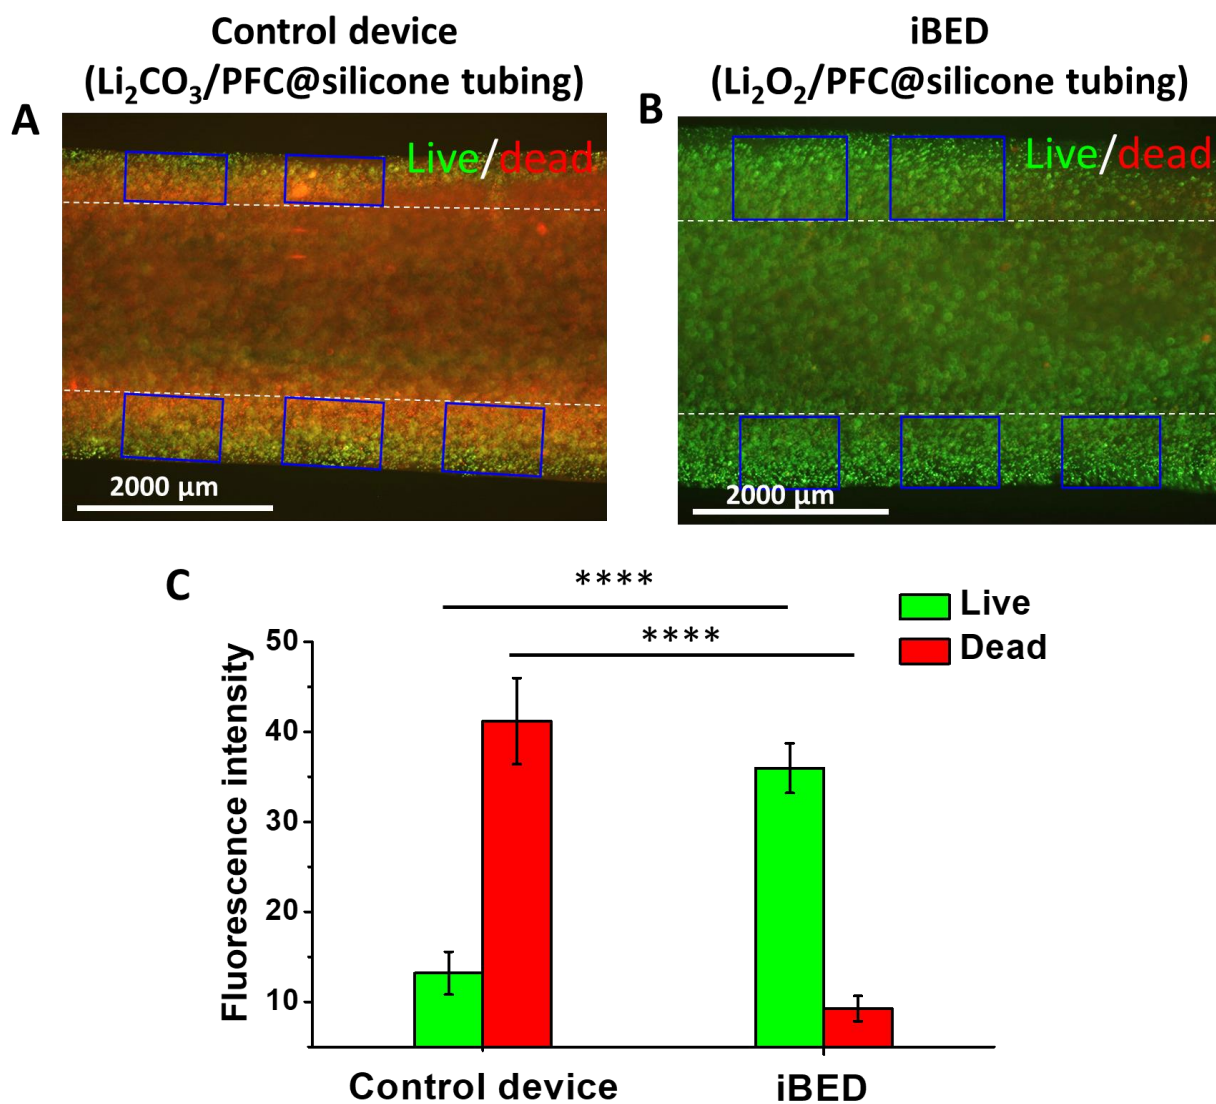 Control device
(Li₂CO₃/PFC@silicone tubing)
iBED
(Li₂O₂/PFC@silicone tubing)
A
Live/dead
2000 µm
B
Live/dead
2000 µm
C
****
****
Live
Dead
Fluorescence intensity
50
40
30
20
10
Control device
iBED